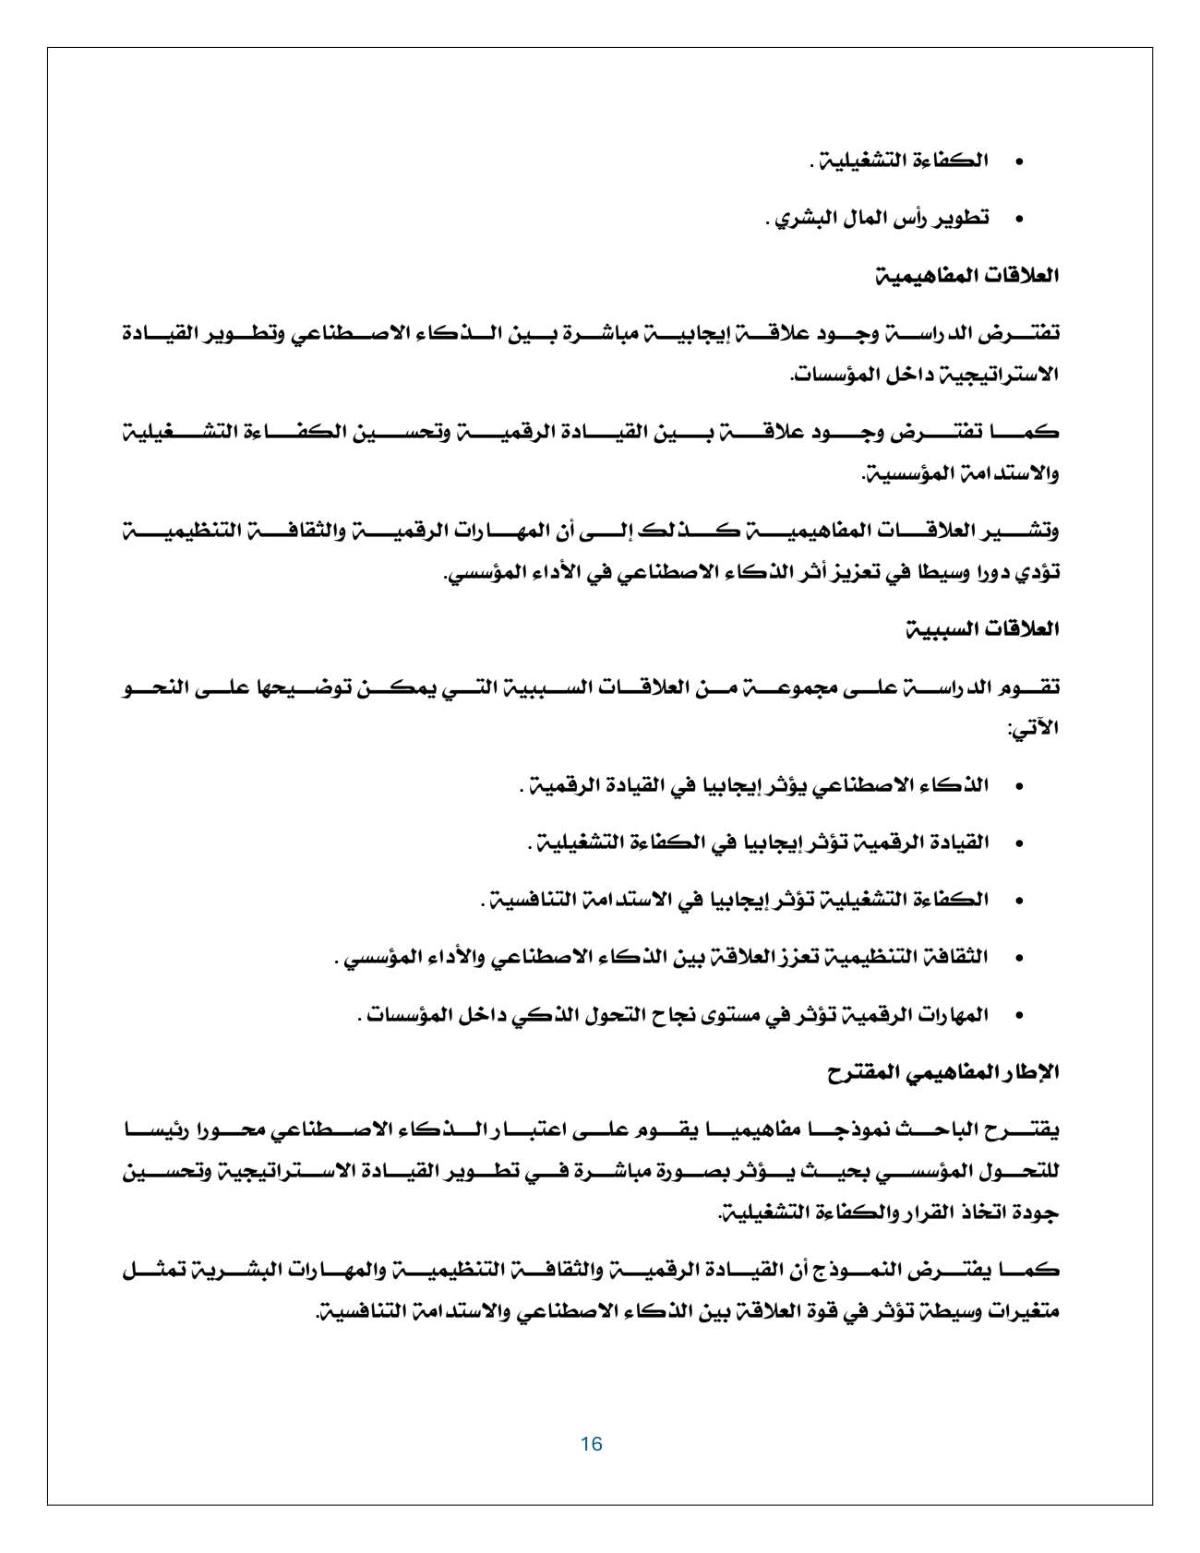 • الكفاءة التشغيلية .
• تطوير رأس المال البشري .
العلاقات المفاهيمية
تفترض الدراسة وجود علاقة إيجابية مباشرة بين الذكاء الاصطناعي وتطوير القيادة
الاستراتيجية داخل المؤسسات.
كما تفترض وجود علاقة بين القيادة الرقمية وتحسين الكفاءة التشغيلية
والاستدامة المؤسسية.
وتشير العلاقات المفاهيمية كذلك إلى أن المهارات الرقمية والثقافة التنظيمية
تؤدي دورا وسيطا في تعزيز أثر الذكاء الاصطناعي في الأداء المؤسسي.
العلاقات السببية
تقوم الدراسة على مجموعة من العلاقات السببية التي يمكن توضيحها على النحو
الآتي:
• الذكاء الاصطناعي يؤثر إيجابيا في القيادة الرقمية .
• القيادة الرقمية تؤثر إيجابيا في الكفاءة التشغيلية .
• الكفاءة التشغيلية تؤثر إيجابيا في الاستدامة التنافسية .
• الثقافة التنظيمية تعزز العلاقة بين الذكاء الاصطناعي والأداء المؤسسي .
• المهارات الرقمية تؤثر في مستوى نجاح التحول الذكي داخل المؤسسات .
الإطار المفاهيمي المقترح
يقترح الباحث نموذجا مفاهيميا يقوم على اعتبار الذكاء الاصطناعي محورا رئيسا
للتحول المؤسسي بحيث يؤثر بصورة مباشرة في تطوير القيادة الاستراتيجية وتحسين
جودة اتخاذ القرار والكفاءة التشغيلية.
كما يفترض النموذج أن القيادة الرقمية والثقافة التنظيمية والمهارات البشرية تمثل
متغيرات وسيطة تؤثر في قوة العلاقة بين الذكاء الاصطناعي والاستدامة التنافسية.
16